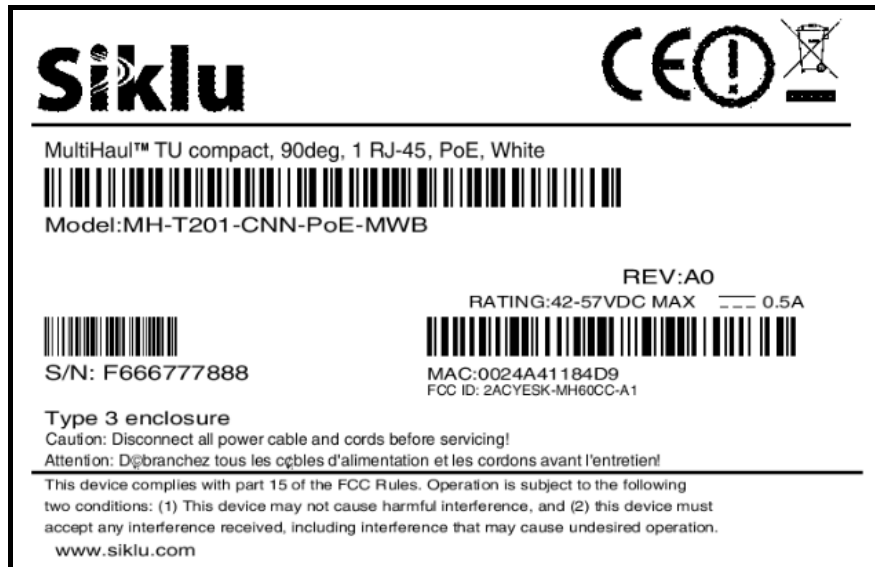 Siklu
MultiHaul™ TU compact, 90deg, 1 RJ-45, PoE, White
Model:MH-T201-CNN-PoE-MWB
REV:A0
RATING:42-57VDC MAX 0.5A
S/N: F666777888
MAC:0024A41184D9
FCC ID: 2ACYESK-MH60CC-A1
Type 3 enclosure
Caution: Disconnect all power cable and cords before servicing!
Attention: D©branchez tous les cȼbles d'alimentation et les cordons avant l'entretien!
This device complies with part 15 of the FCC Rules. Operation is subject to the following
two conditions: (1) This device may not cause harmful interference, and (2) this device must
accept any interference received, including interference that may cause undesired operation.
www.siklu.com